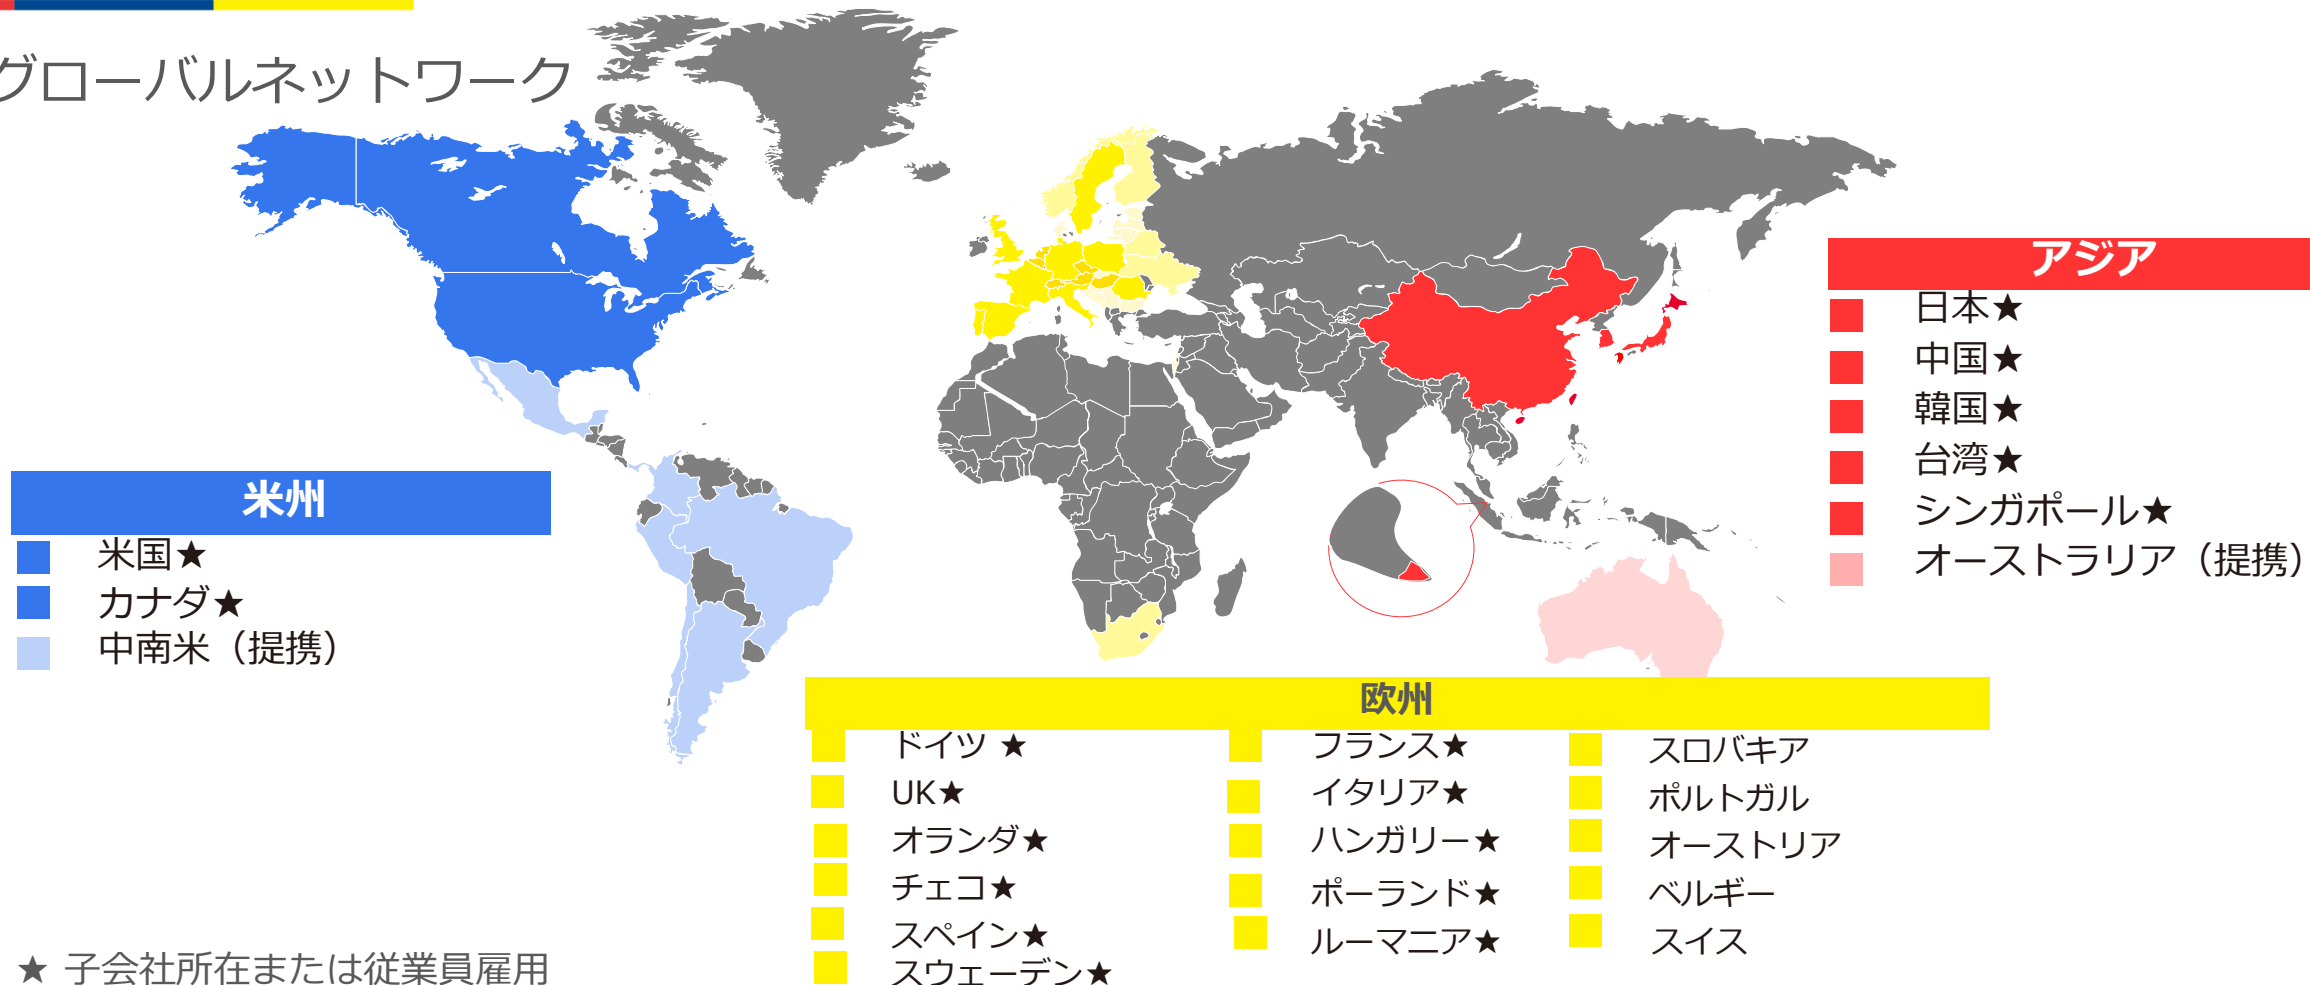 グローバルネットワーク
アジア
日本★
中国★
韓国★
台湾★
シンガポール★
オーストラリア（提携）
米州
米国★
カナダ★
中南米（提携）
欧州
ドイツ ★
UK★
オランダ★
チェコ★
スペイン★
スウェーデン★
フランス★
イタリア★
ハンガリー★
ポーランド★
ルーマニア★
スロバキア
ポルトガル
オーストリア
ベルギー
スイス
★ 子会社所在または従業員雇用